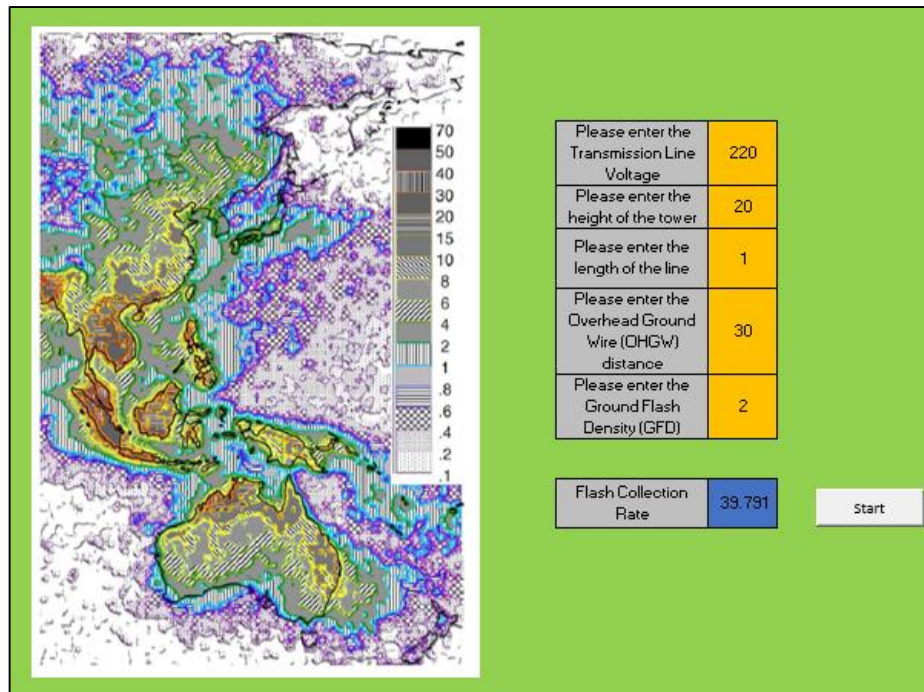 70
50
40
30
20
15
10
8
6
4
2
1
.8
.6
.4
.2
.1
Please enter the
Transmission Line
Voltage
220
Please enter the
height of the tower
20
Please enter the
length of the line
1
Please enter the
Overhead Ground
Wire (OHGW)
distance
30
Please enter the
Ground Flash
Density (GFD)
2
Flash Collection
Rate
39.791
Start